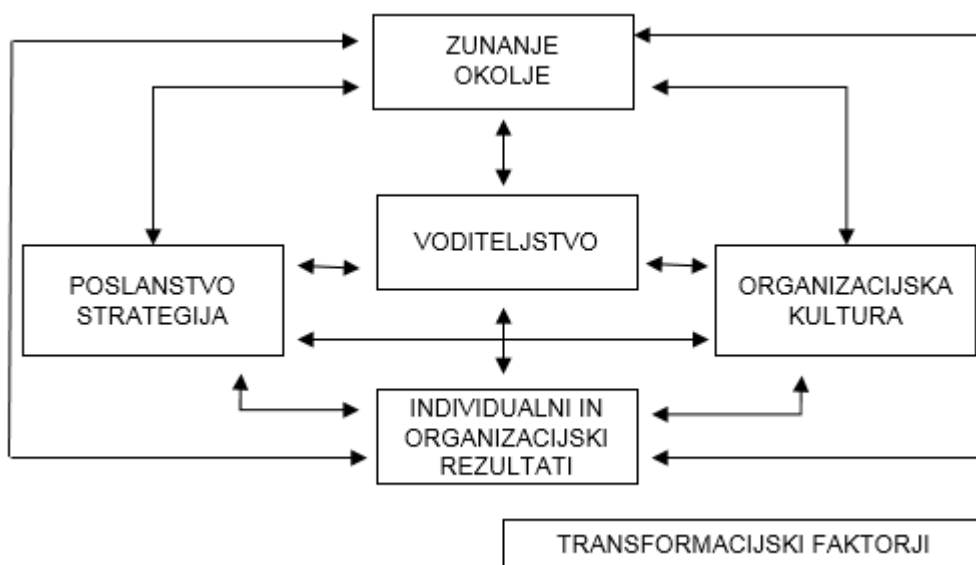 ZUNANJE
OKOLJE
VODITELJSTVO
POSLANSTVO
STRATEGIJA
ORGANIZACIJSKA
KULTURA
INDIVIDUALNI IN
ORGANIZACIJSKI
REZULTATI
TRANSFORMACIJSKI FAKTORJI